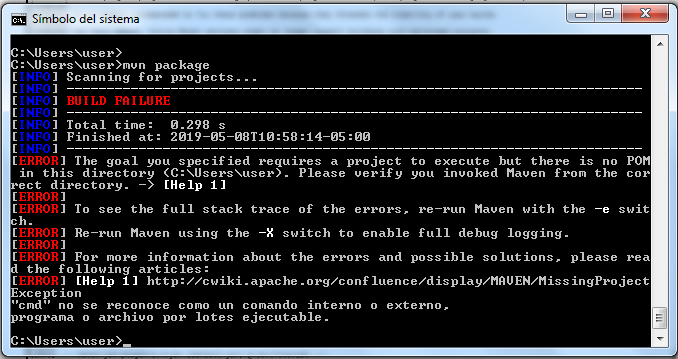 Símbolo del sistema
C:\Users\user>
C:\Users\user>mvn package
[INFO] Scanning for projects...
[INFO] ------------------------------------------------------------------------
[INFO] BUILD FAILURE
[INFO] ------------------------------------------------------------------------
[INFO] Total time:  0.298 s
[INFO] Finished at: 2019-05-08T10:58:14-05:00
[INFO] ------------------------------------------------------------------------
[ERROR] The goal you specified requires a project to execute but there is no POM
 in this directory (C:\Users\user). Please verify you invoked Maven from the cor
rect directory. -> [Help 1]
[ERROR]
[ERROR] To see the full stack trace of the errors, re-run Maven with the -e swit
ch.
[ERROR] Re-run Maven using the -X switch to enable full debug logging.
[ERROR]
[ERROR] For more information about the errors and possible solutions, please rea
d the following articles:
[ERROR] [Help 1] http://cwiki.apache.org/confluence/display/MAVEN/MissingProject
Exception
"cmd" no se reconoce como un comando interno o externo,
programa o archivo por lotes ejecutable.
C:\Users\user>_